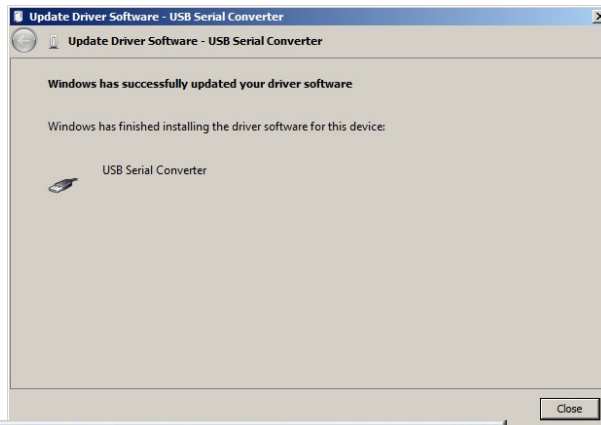 Update Driver Software - USB Serial Converter
Update Driver Software - USB Serial Converter
Windows has successfully updated your driver software
Windows has finished installing the driver software for this device:
USB Serial Converter
Close